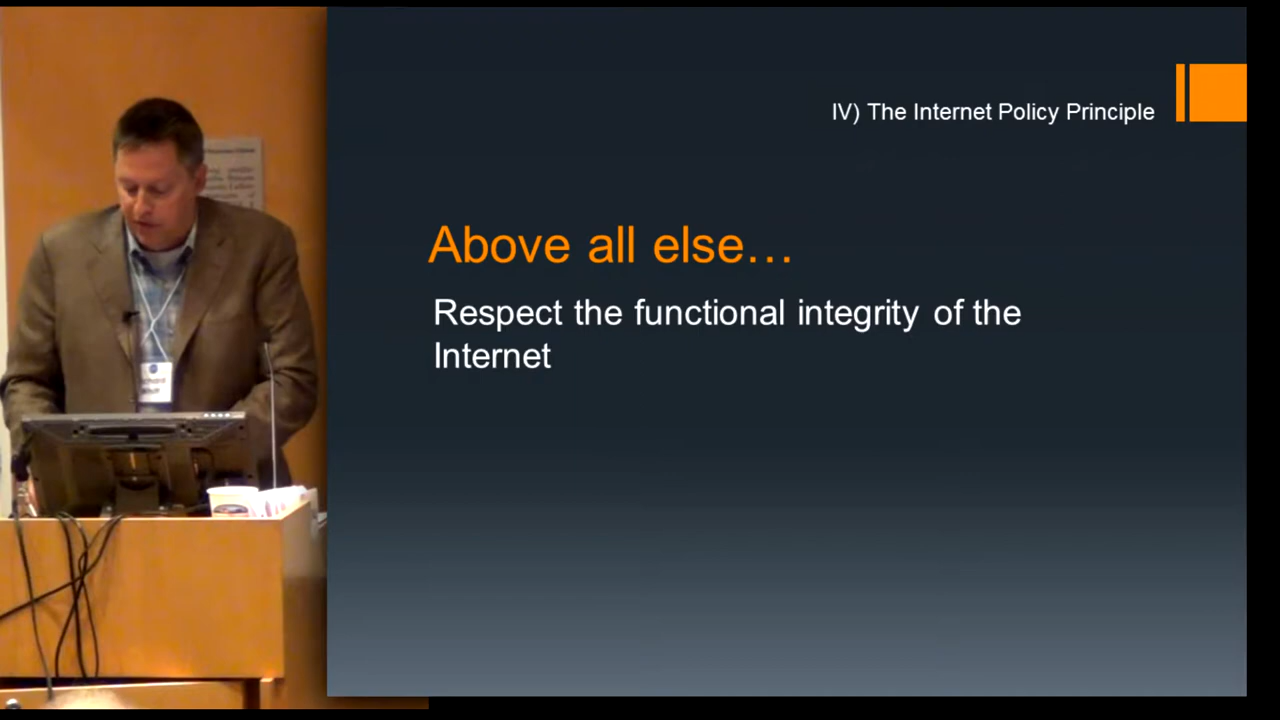 IV) The Internet Policy Principle
Above all else…
Respect the functional integrity of the
Internet